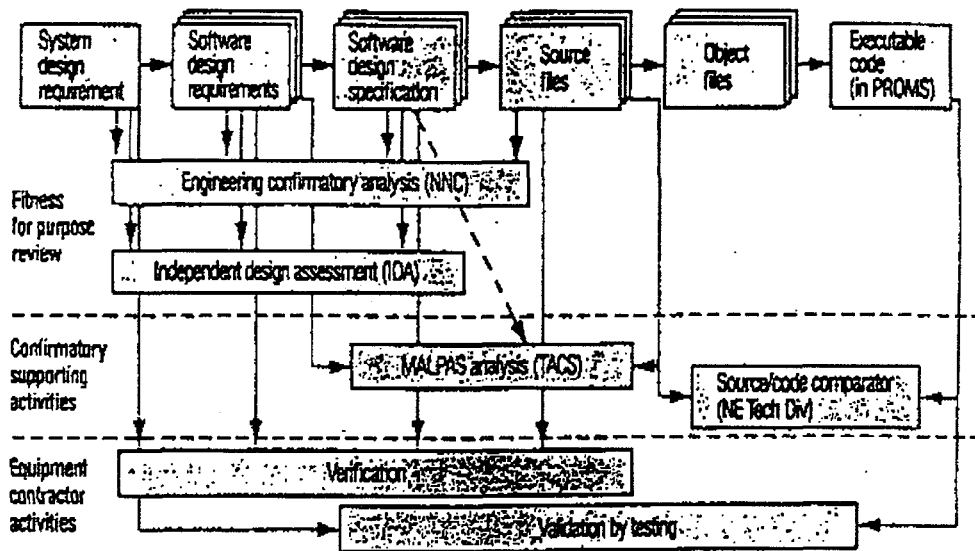 System
design
requirement
Software
design
requirements
Software
design
specification
Source
files
Object
files
Executable
code
(in PROMS)
Engineering confirmatory analysis (NNC)
Fitness
for purpose
review
Independent design assessment (IDA)
Confirmatory
supporting
activities
MALPAS analysis (TACS)
Source/code comparator
(NE Tech Div)
Equipment
contractor
activities
Verification
Validation by testing